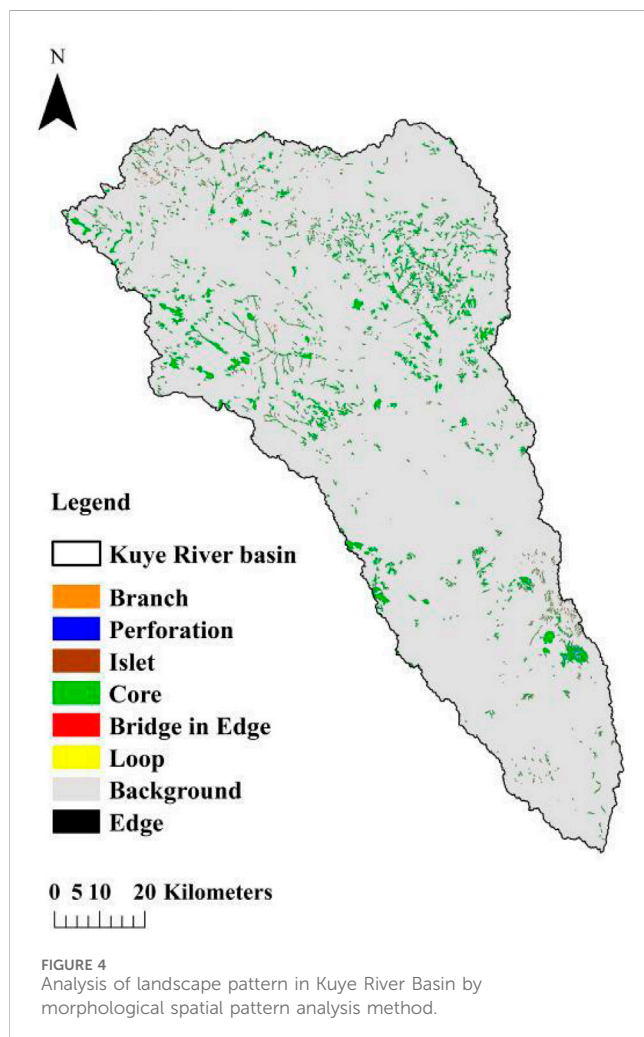 N
Legend
Kuye River basin
Branch
Perforation
Islet
Core
Bridge in Edge
Loop
Background
Edge
0 5 10 20 Kilometers
FIGURE 4
Analysis of landscape pattern in Kuye River Basin by
morphological spatial pattern analysis method.